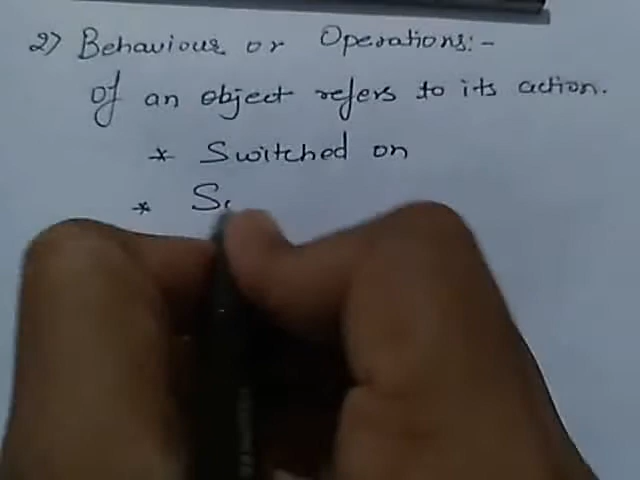 2) Behaviour or Operations:-
of an object refers to its action.
* Switched on
* S